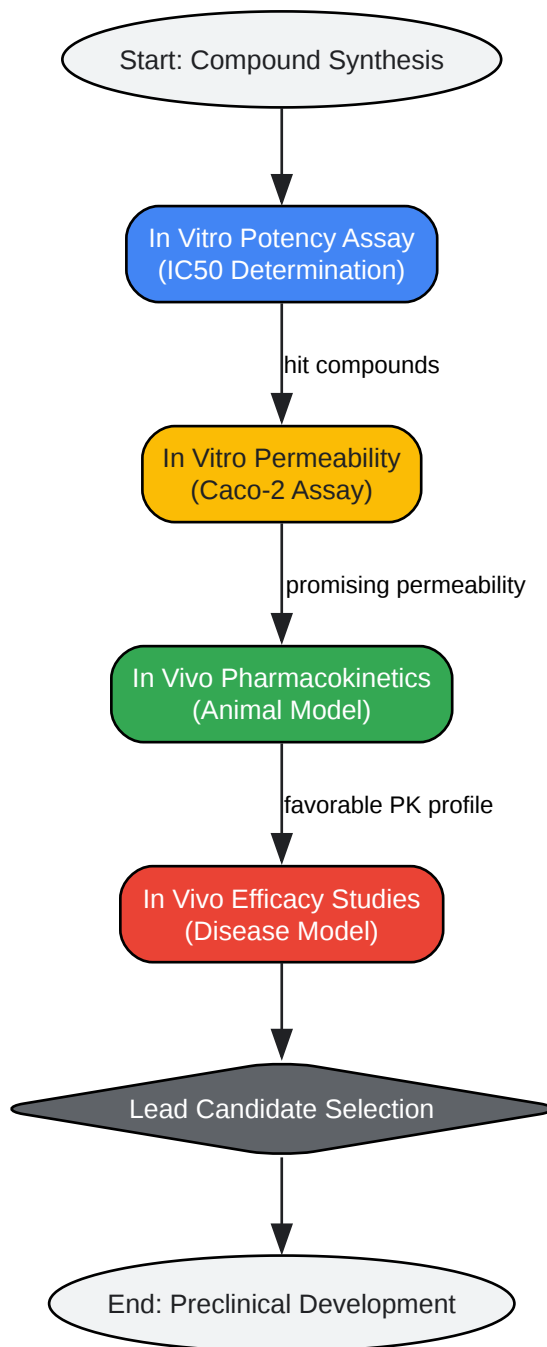 Start: Compound Synthesis
In Vitro Potency Assay
(IC50 Determination)
hit compounds
In Vitro Permeability
(Caco-2 Assay)
promising permeability
In Vivo Pharmacokinetics
(Animal Model)
favorable PK profile
In Vivo Efficacy Studies
(Disease Model)
Lead Candidate Selection
End: Preclinical Development